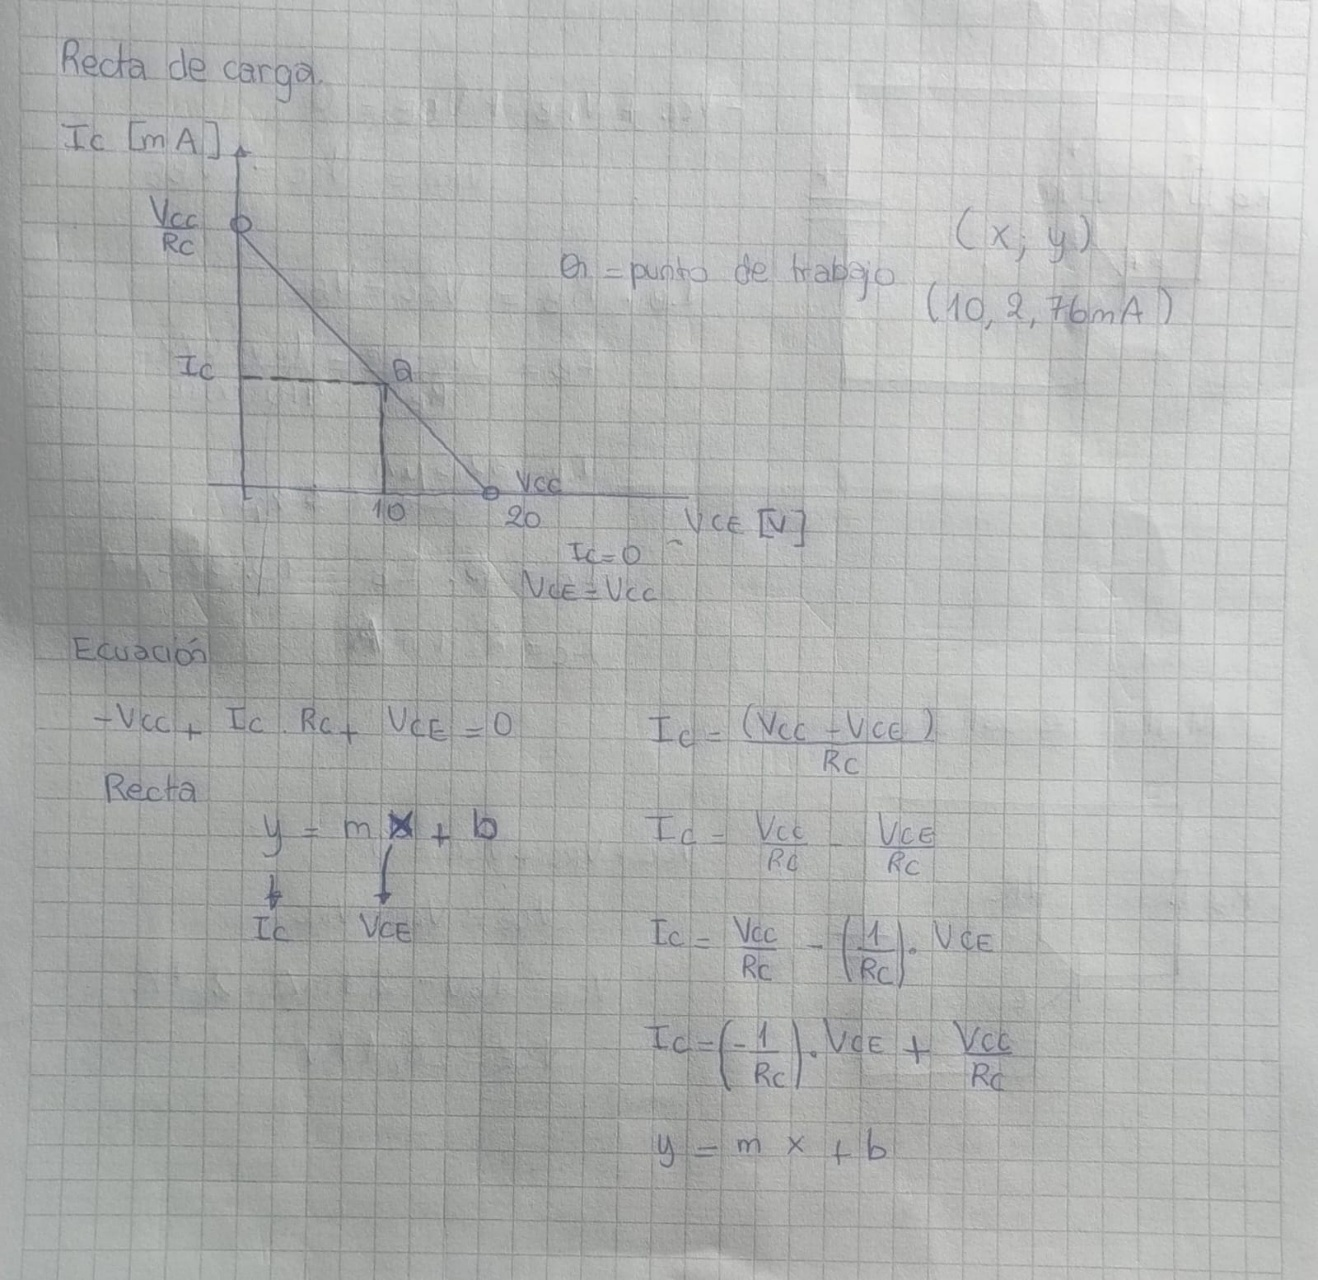 Recta de carga.
Ic [mA]
Vcc
Rc
(x, y)
= punto de trabajo
(10, 2,76mA)
Ic
Q
Vcc
10
20
VCE [V]
Ic=0
VCE=Vcc
Ecuación
-Vcc + Ic . Rc + VCE = 0
Ic = (Vcc - VCE)
Rc
Recta
y = m x + b
Ic = Vcc - VCE
Rc Rc
Ic VCE
Ic = Vcc - (1/Rc) . VCE
Rc
Ic = (-1/Rc) . VCE + Vcc
Rc
y = m x + b